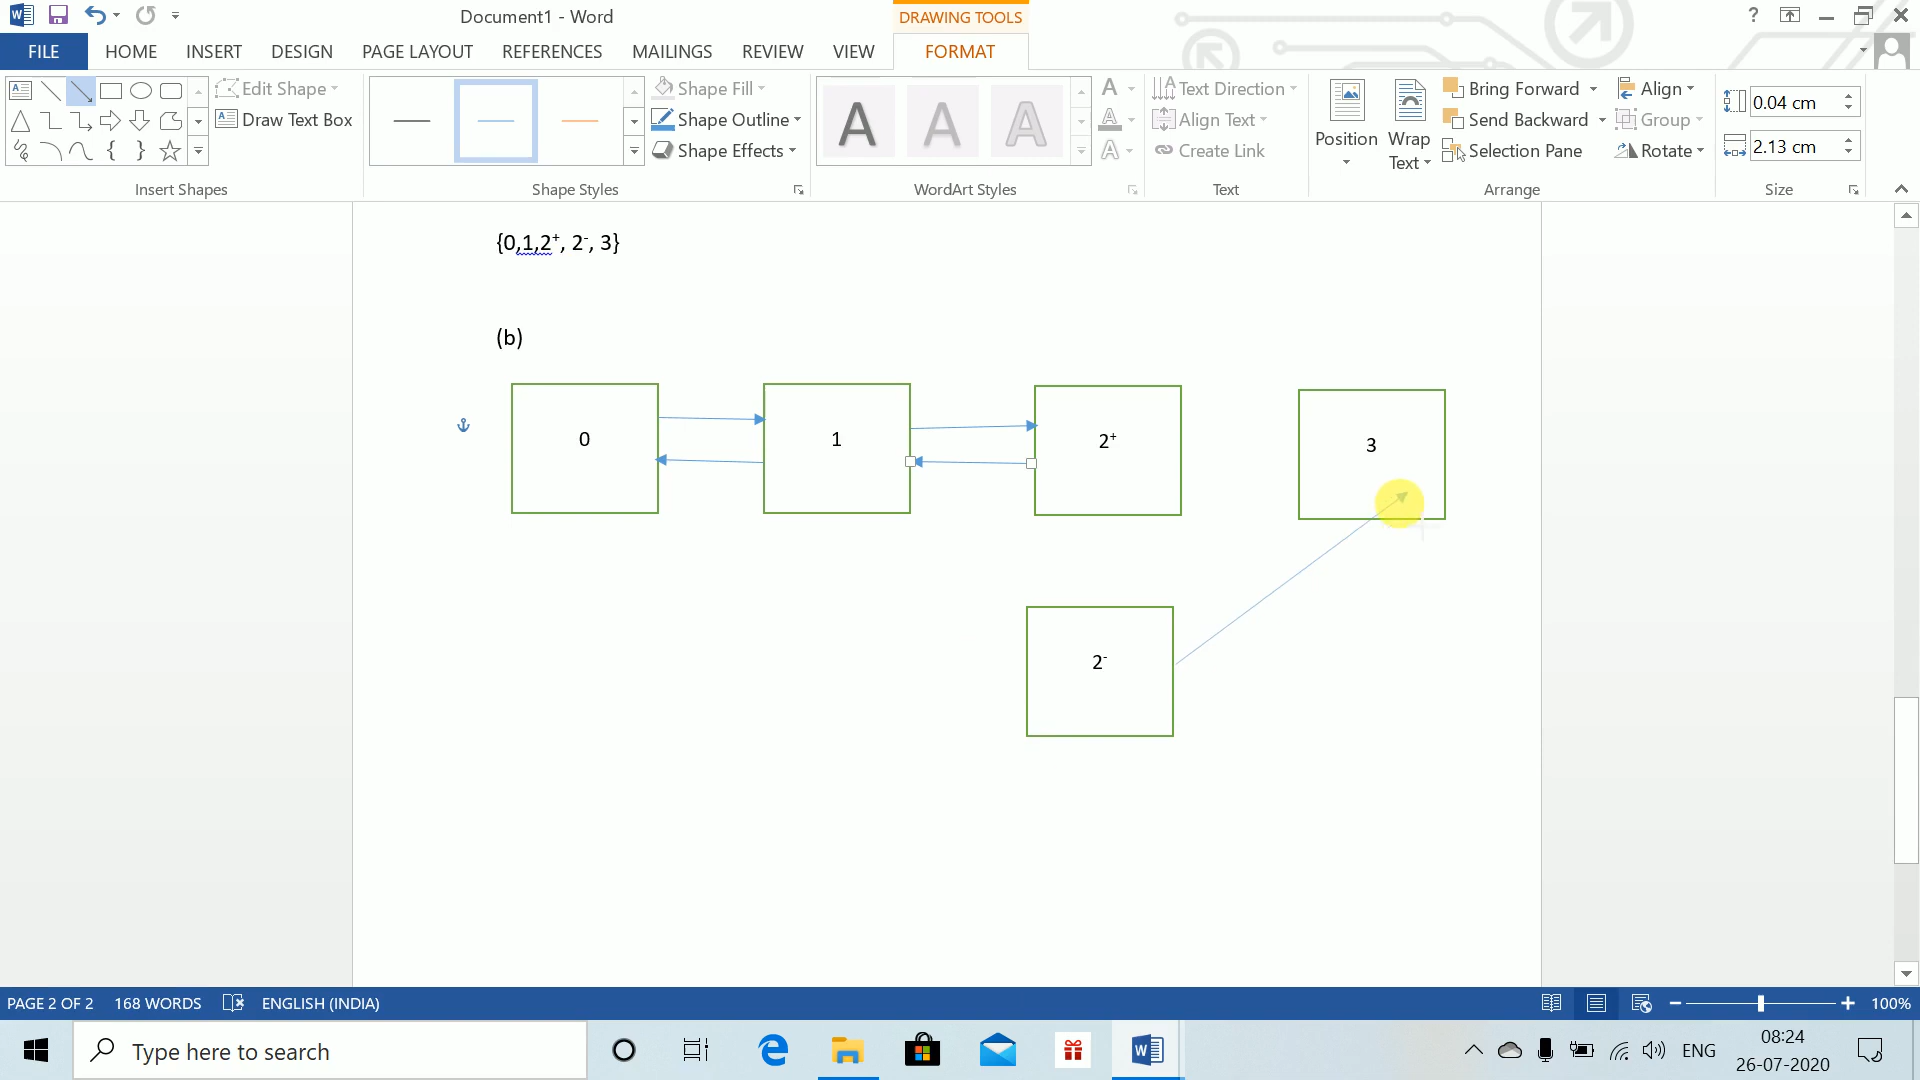 Document1 - Word
DRAWING TOOLS
?
FILE
HOME
INSERT
DESIGN
PAGE LAYOUT
REFERENCES
MAILINGS
REVIEW
VIEW
FORMAT
Edit Shape
Draw Text Box
Insert Shapes
Shape Fill
Shape Outline
Shape Effects
Shape Styles
A A A
WordArt Styles
Text Direction
Align Text
Create Link
Text
Position
Wrap
Text
Bring Forward
Send Backward
Selection Pane
Align
Group
Rotate
Arrange
0.04 cm
2.13 cm
Size
{0,1,2⁺, 2⁻, 3}
(b)
0
1
2⁺
3
2⁻
PAGE 2 OF 2
168 WORDS
ENGLISH (INDIA)
100%
Type here to search
ENG
08:24
26-07-2020